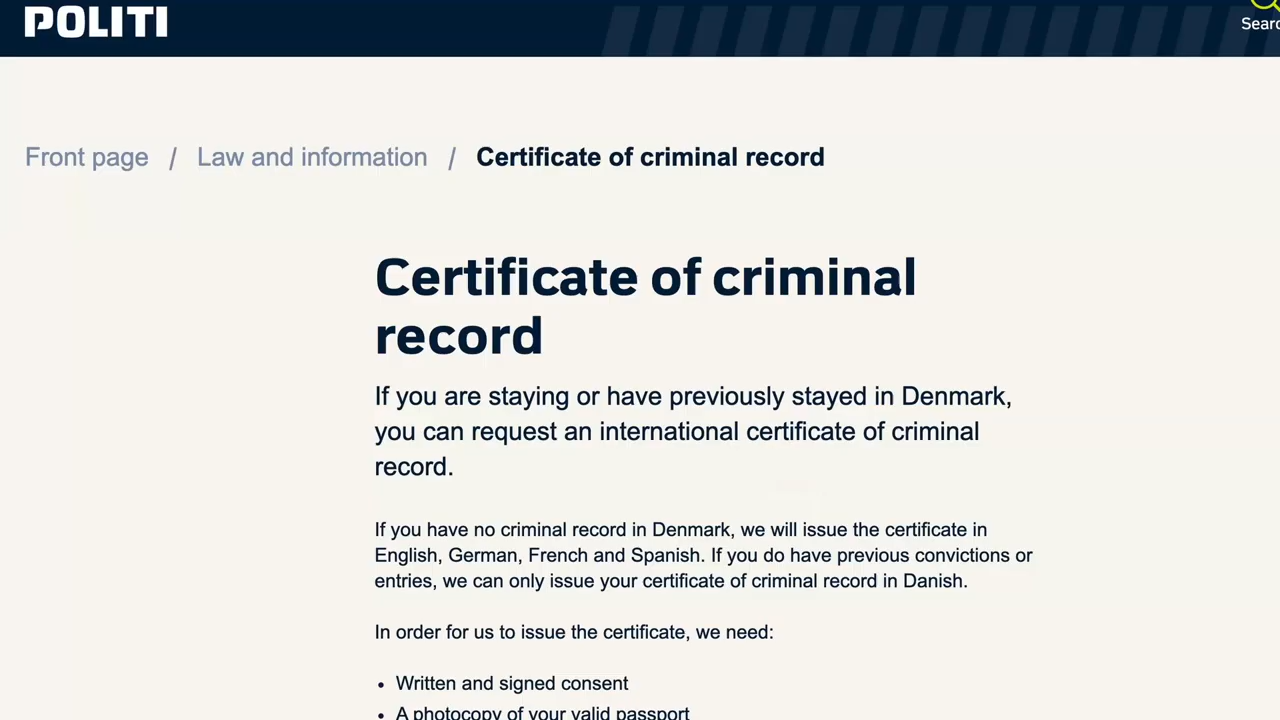 POLITI
Front page / Law and information / Certificate of criminal record
Certificate of criminal
record
If you are staying or have previously stayed in Denmark,
you can request an international certificate of criminal
record.
If you have no criminal record in Denmark, we will issue the certificate in
English, German, French and Spanish. If you do have previous convictions or
entries, we can only issue your certificate of criminal record in Danish.
In order for us to issue the certificate, we need:
• Written and signed consent
• A photocopy of your valid passport